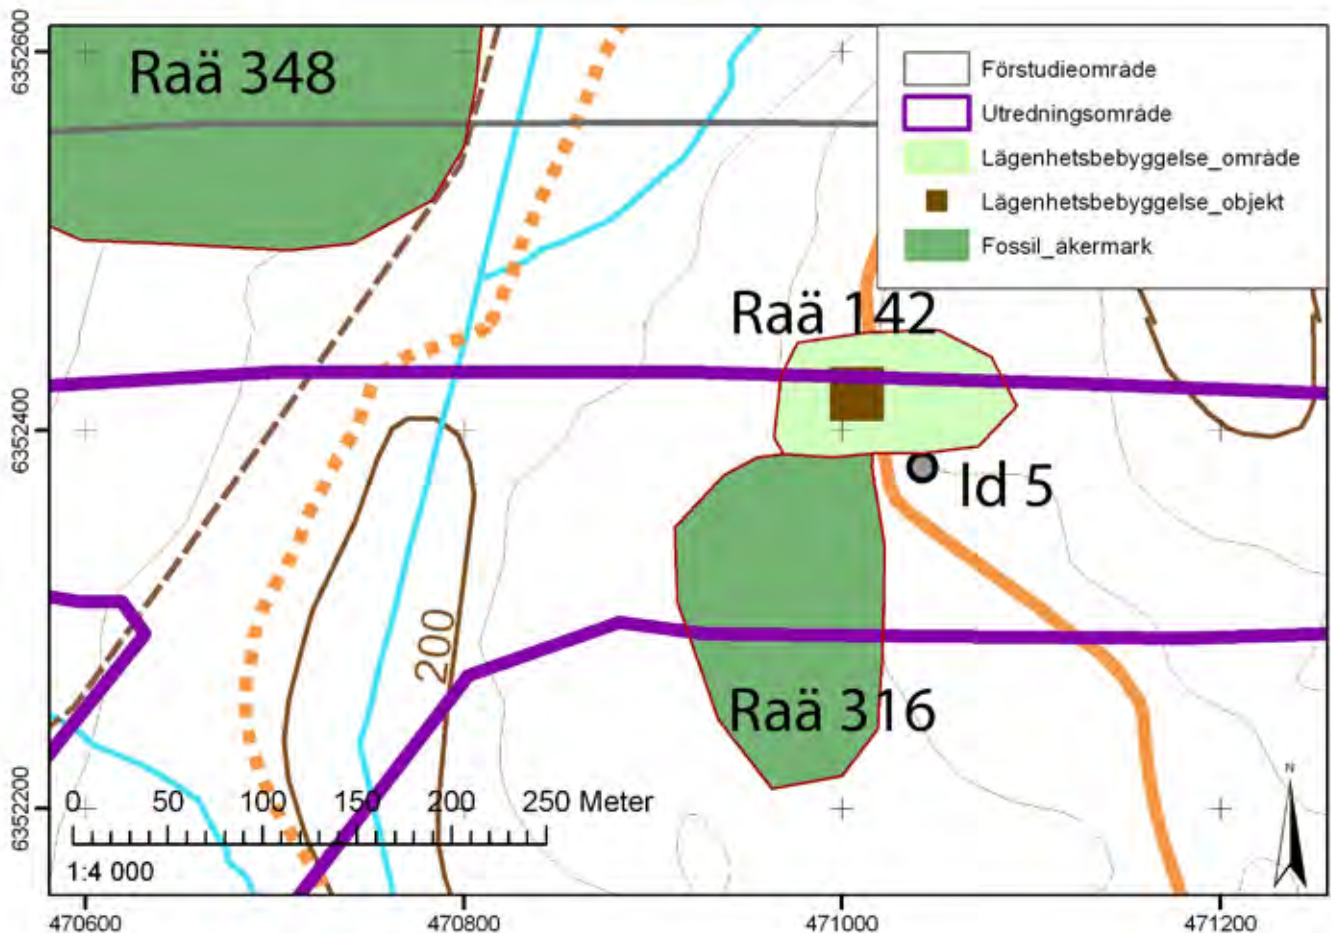 6352600
6352400
6352200
Raä 348
Förstudieområde
Utredningsområde
Lägenhetsbebyggelse_område
Lägenhetsbebyggelse_objekt
Fossil_åkermark
Raä 142
Id 5
200
Raä 316
N
0 50 100 150 200 250 Meter
1:4 000
470600 470800 471000 471200